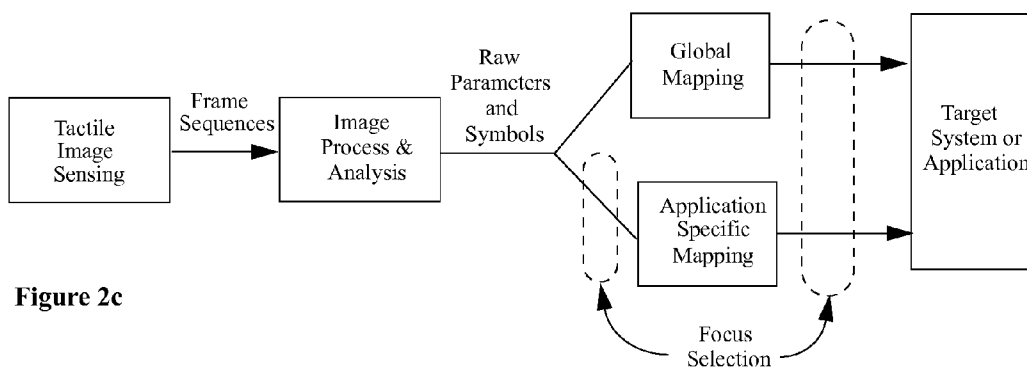 Tactile
Image
Sensing
Frame
Sequences
Image
Process &
Analysis
Raw
Parameters
and
Symbols
Global
Mapping
Application
Specific
Mapping
Target
System or
Application
Focus
Selection
Figure 2c